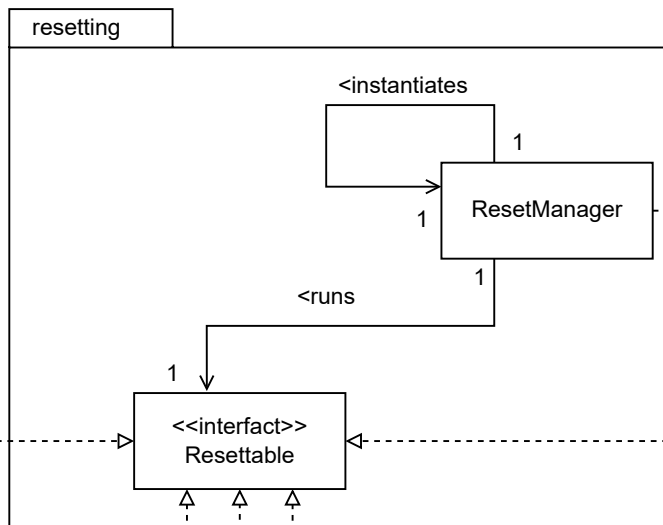 resetting
<instantiates
1
1
ResetManager
1
<runs
1
<<interfact>>
Resettable